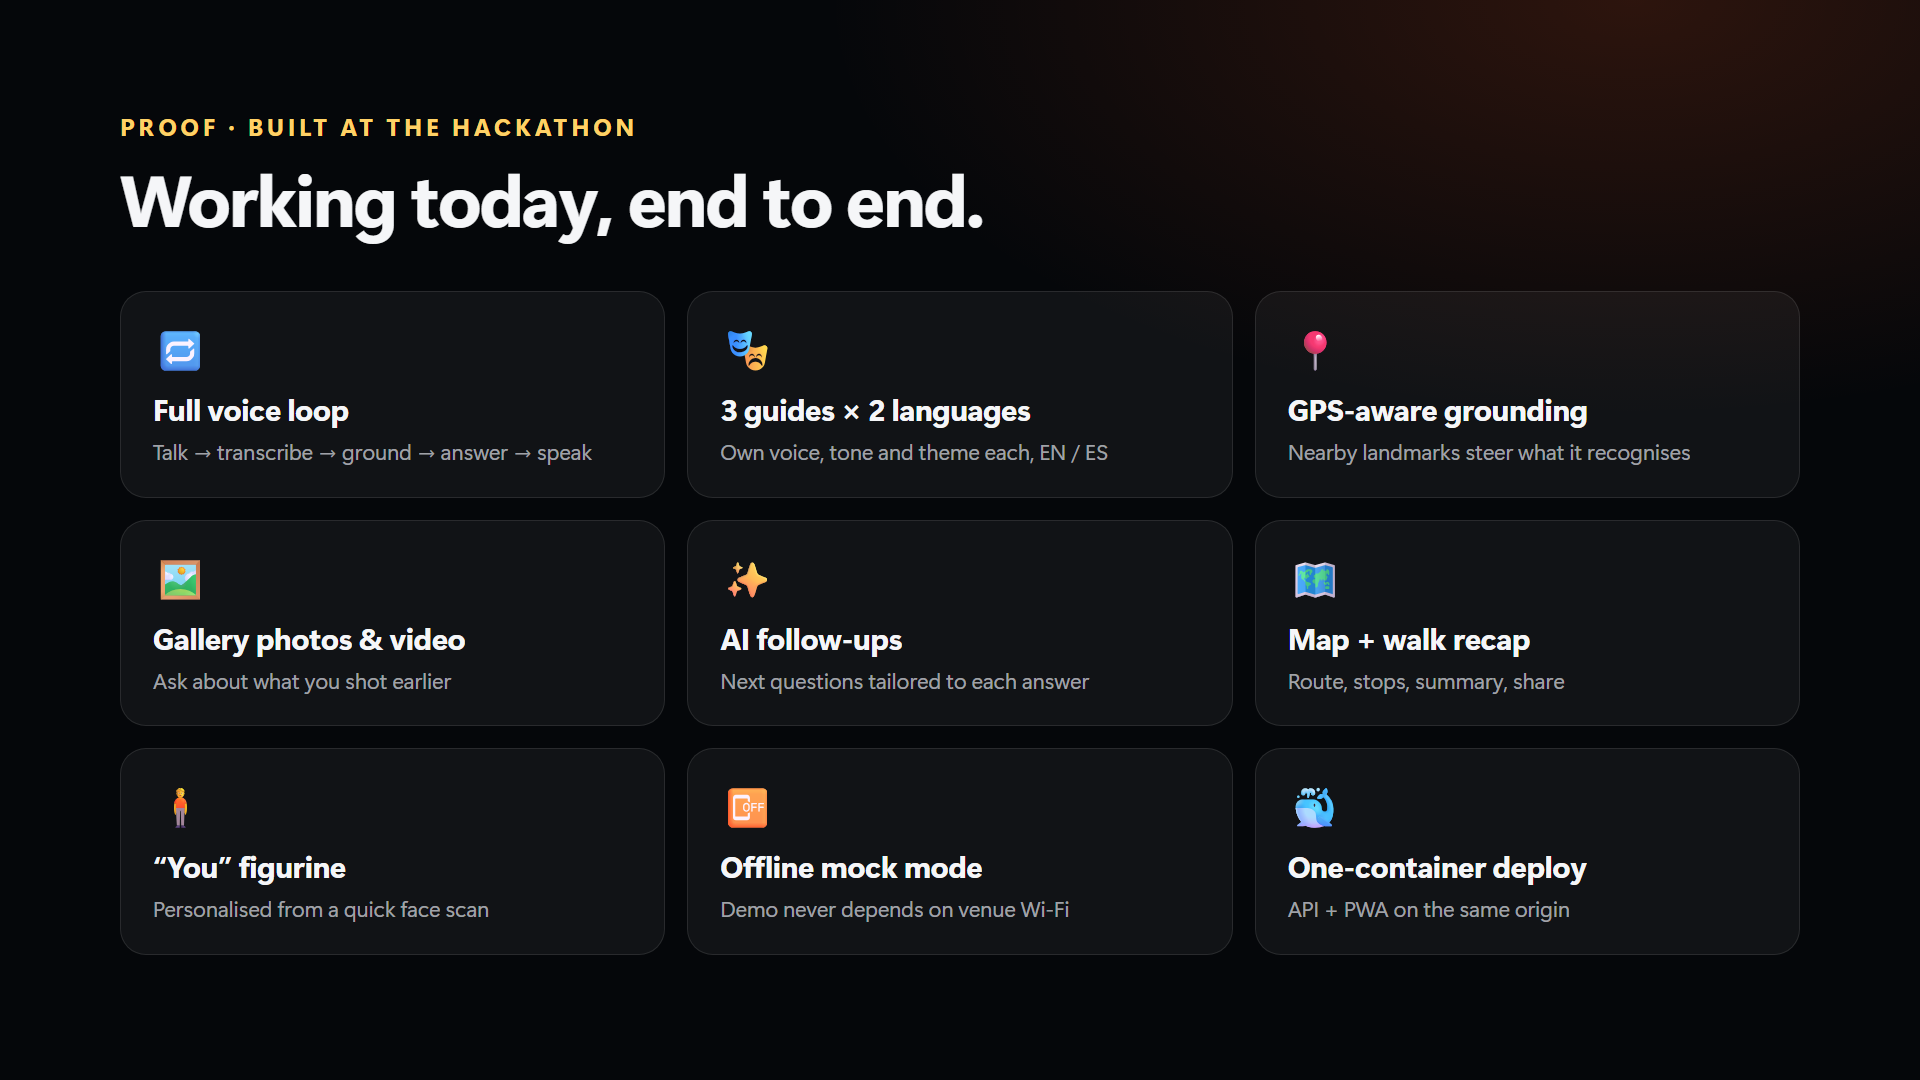 PROOF · BUILT AT THE HACKATHON
Working today, end to end.
Full voice loop
Talk → transcribe → ground → answer → speak
3 guides × 2 languages
Own voice, tone and theme each, EN / ES
GPS-aware grounding
Nearby landmarks steer what it recognises
Gallery photos & video
Ask about what you shot earlier
AI follow-ups
Next questions tailored to each answer
Map + walk recap
Route, stops, summary, share
“You” figurine
Personalised from a quick face scan
OFF
Offline mock mode
Demo never depends on venue Wi-Fi
One-container deploy
API + PWA on the same origin